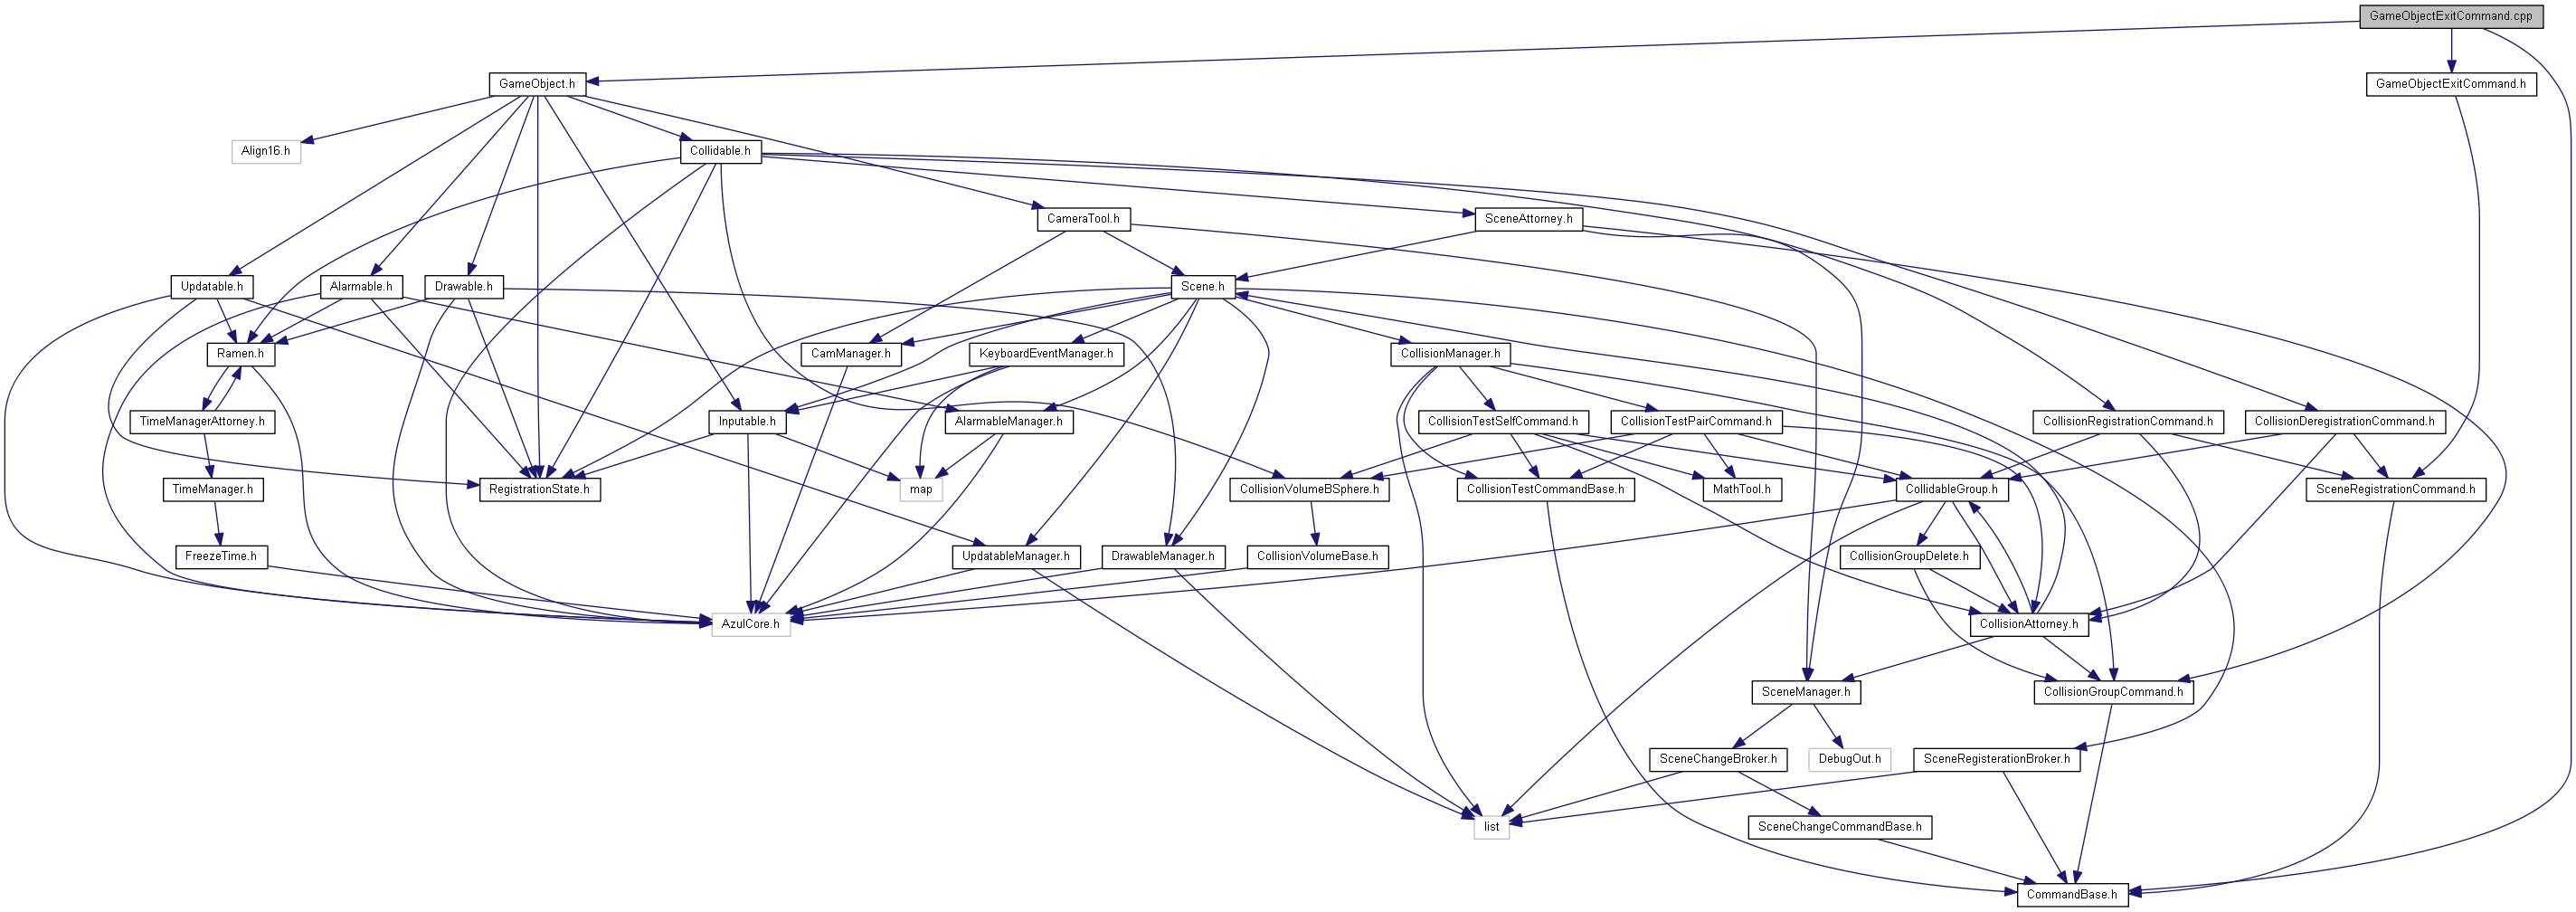 GameObjectExitCommand.cpp
GameObject.h
GameObjectExitCommand.h
Align16.h
Collidable.h
CameraTool.h
SceneAttorney.h
Updatable.h
Alarmable.h
Drawable.h
Scene.h
Ramen.h
CamManager.h
KeyboardEventManager.h
CollisionManager.h
TimeManagerAttorney.h
Inputable.h
AlarmableManager.h
CollisionTestSelfCommand.h
CollisionTestPairCommand.h
CollisionRegistrationCommand.h
CollisionDeregistrationCommand.h
TimeManager.h
RegistrationState.h
map
CollisionVolumeBSphere.h
CollisionTestCommandBase.h
MathTool.h
CollidableGroup.h
SceneRegistrationCommand.h
FreezeTime.h
UpdatableManager.h
DrawableManager.h
CollisionVolumeBase.h
CollisionGroupDelete.h
AzulCore.h
CollisionAttorney.h
SceneManager.h
CollisionGroupCommand.h
SceneChangeBroker.h
DebugOut.h
SceneRegisterationBroker.h
list
SceneChangeCommandBase.h
CommandBase.h